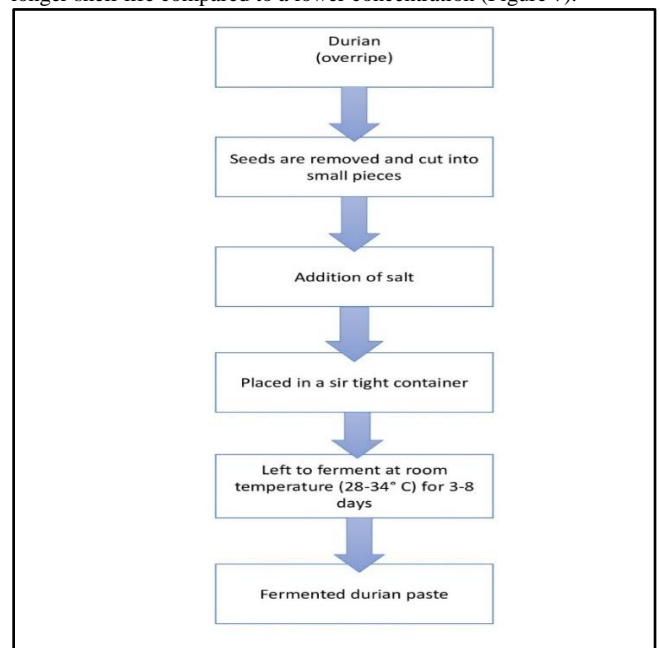 longer shelf life compared to a lower concentration (Figure 7).
Durian
(overripe)
Seeds are removed and cut into
small pieces
Addition of salt
Placed in a sir tight container
Left to ferment at room
temperature (28-34° C) for 3-8
days
Fermented durian paste